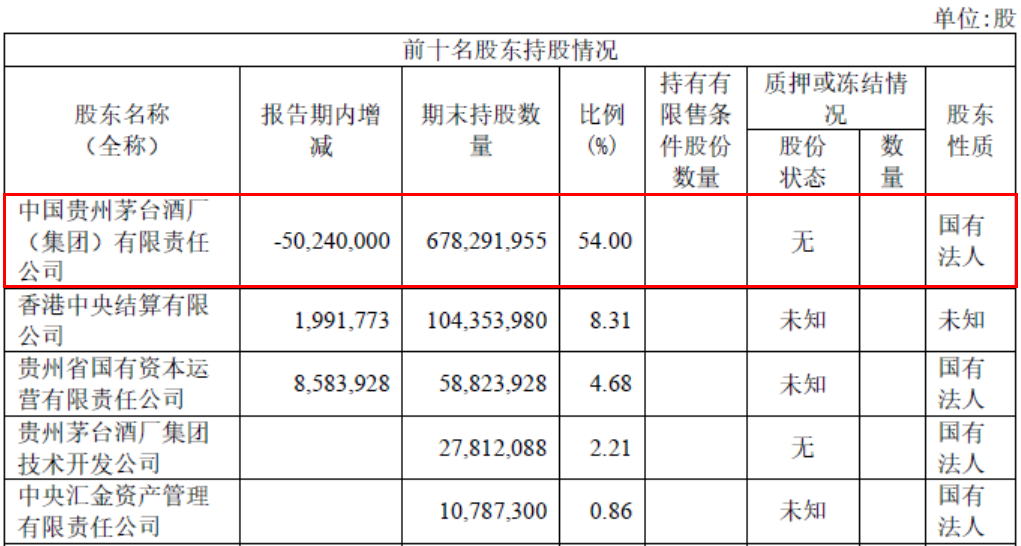 单位:股
前十名股东持股情况
股东名称
（全称）
报告期内增
减
期末持股数
量
比例
(%)
持有有
限售条
件股份
数量
质押或冻结情
况
股份
状态
数
量
股东
性质
中国贵州茅台酒厂
（集团）有限责任
公司
-50,240,000
678,291,955
54.00
无
国有
法人
香港中央结算有限
公司
1,991,773
104,353,980
8.31
未知
未知
贵州省国有资本运
营有限责任公司
8,583,928
58,823,928
4.68
未知
国有
法人
贵州茅台酒厂集团
技术开发公司
27,812,088
2.21
无
国有
法人
中央汇金资产管理
有限责任公司
10,787,300
0.86
未知
国有
法人